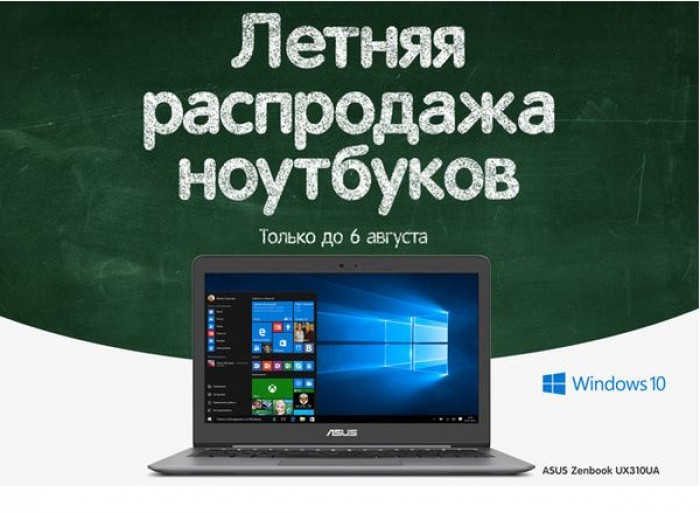 Летняя
распродажа
ноутбуков
Только до 6 августа
Windows 10
ASUS
ASUS Zenbook UX310UA